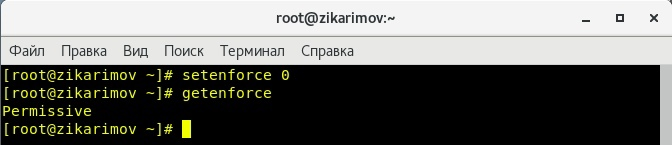 root@zikarimov:~
Файл Правка Вид Поиск Терминал Справка
[root@zikarimov ~]# setenforce 0
[root@zikarimov ~]# getenforce
Permissive
[root@zikarimov ~]#